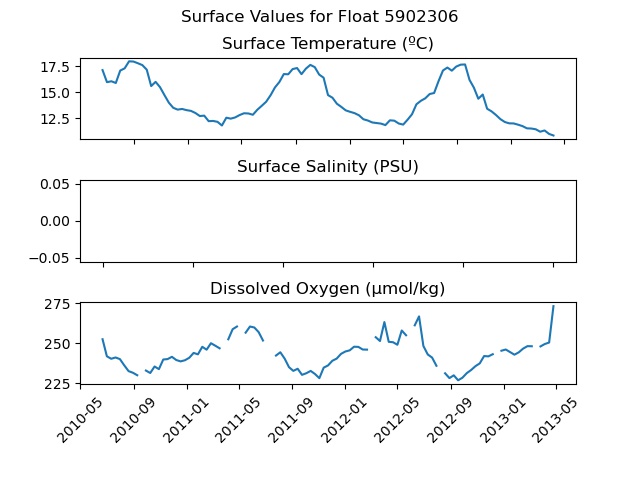 Surface Values for Float 5902306
Surface Temperature (ºC)
17.5
15.0
12.5
Surface Salinity (PSU)
0.05
0.00
−0.05
Dissolved Oxygen (µmol/kg)
275
250
225
2010-05 2010-09 2011-01 2011-05 2011-09 2012-01 2012-05 2012-09 2013-01 2013-05